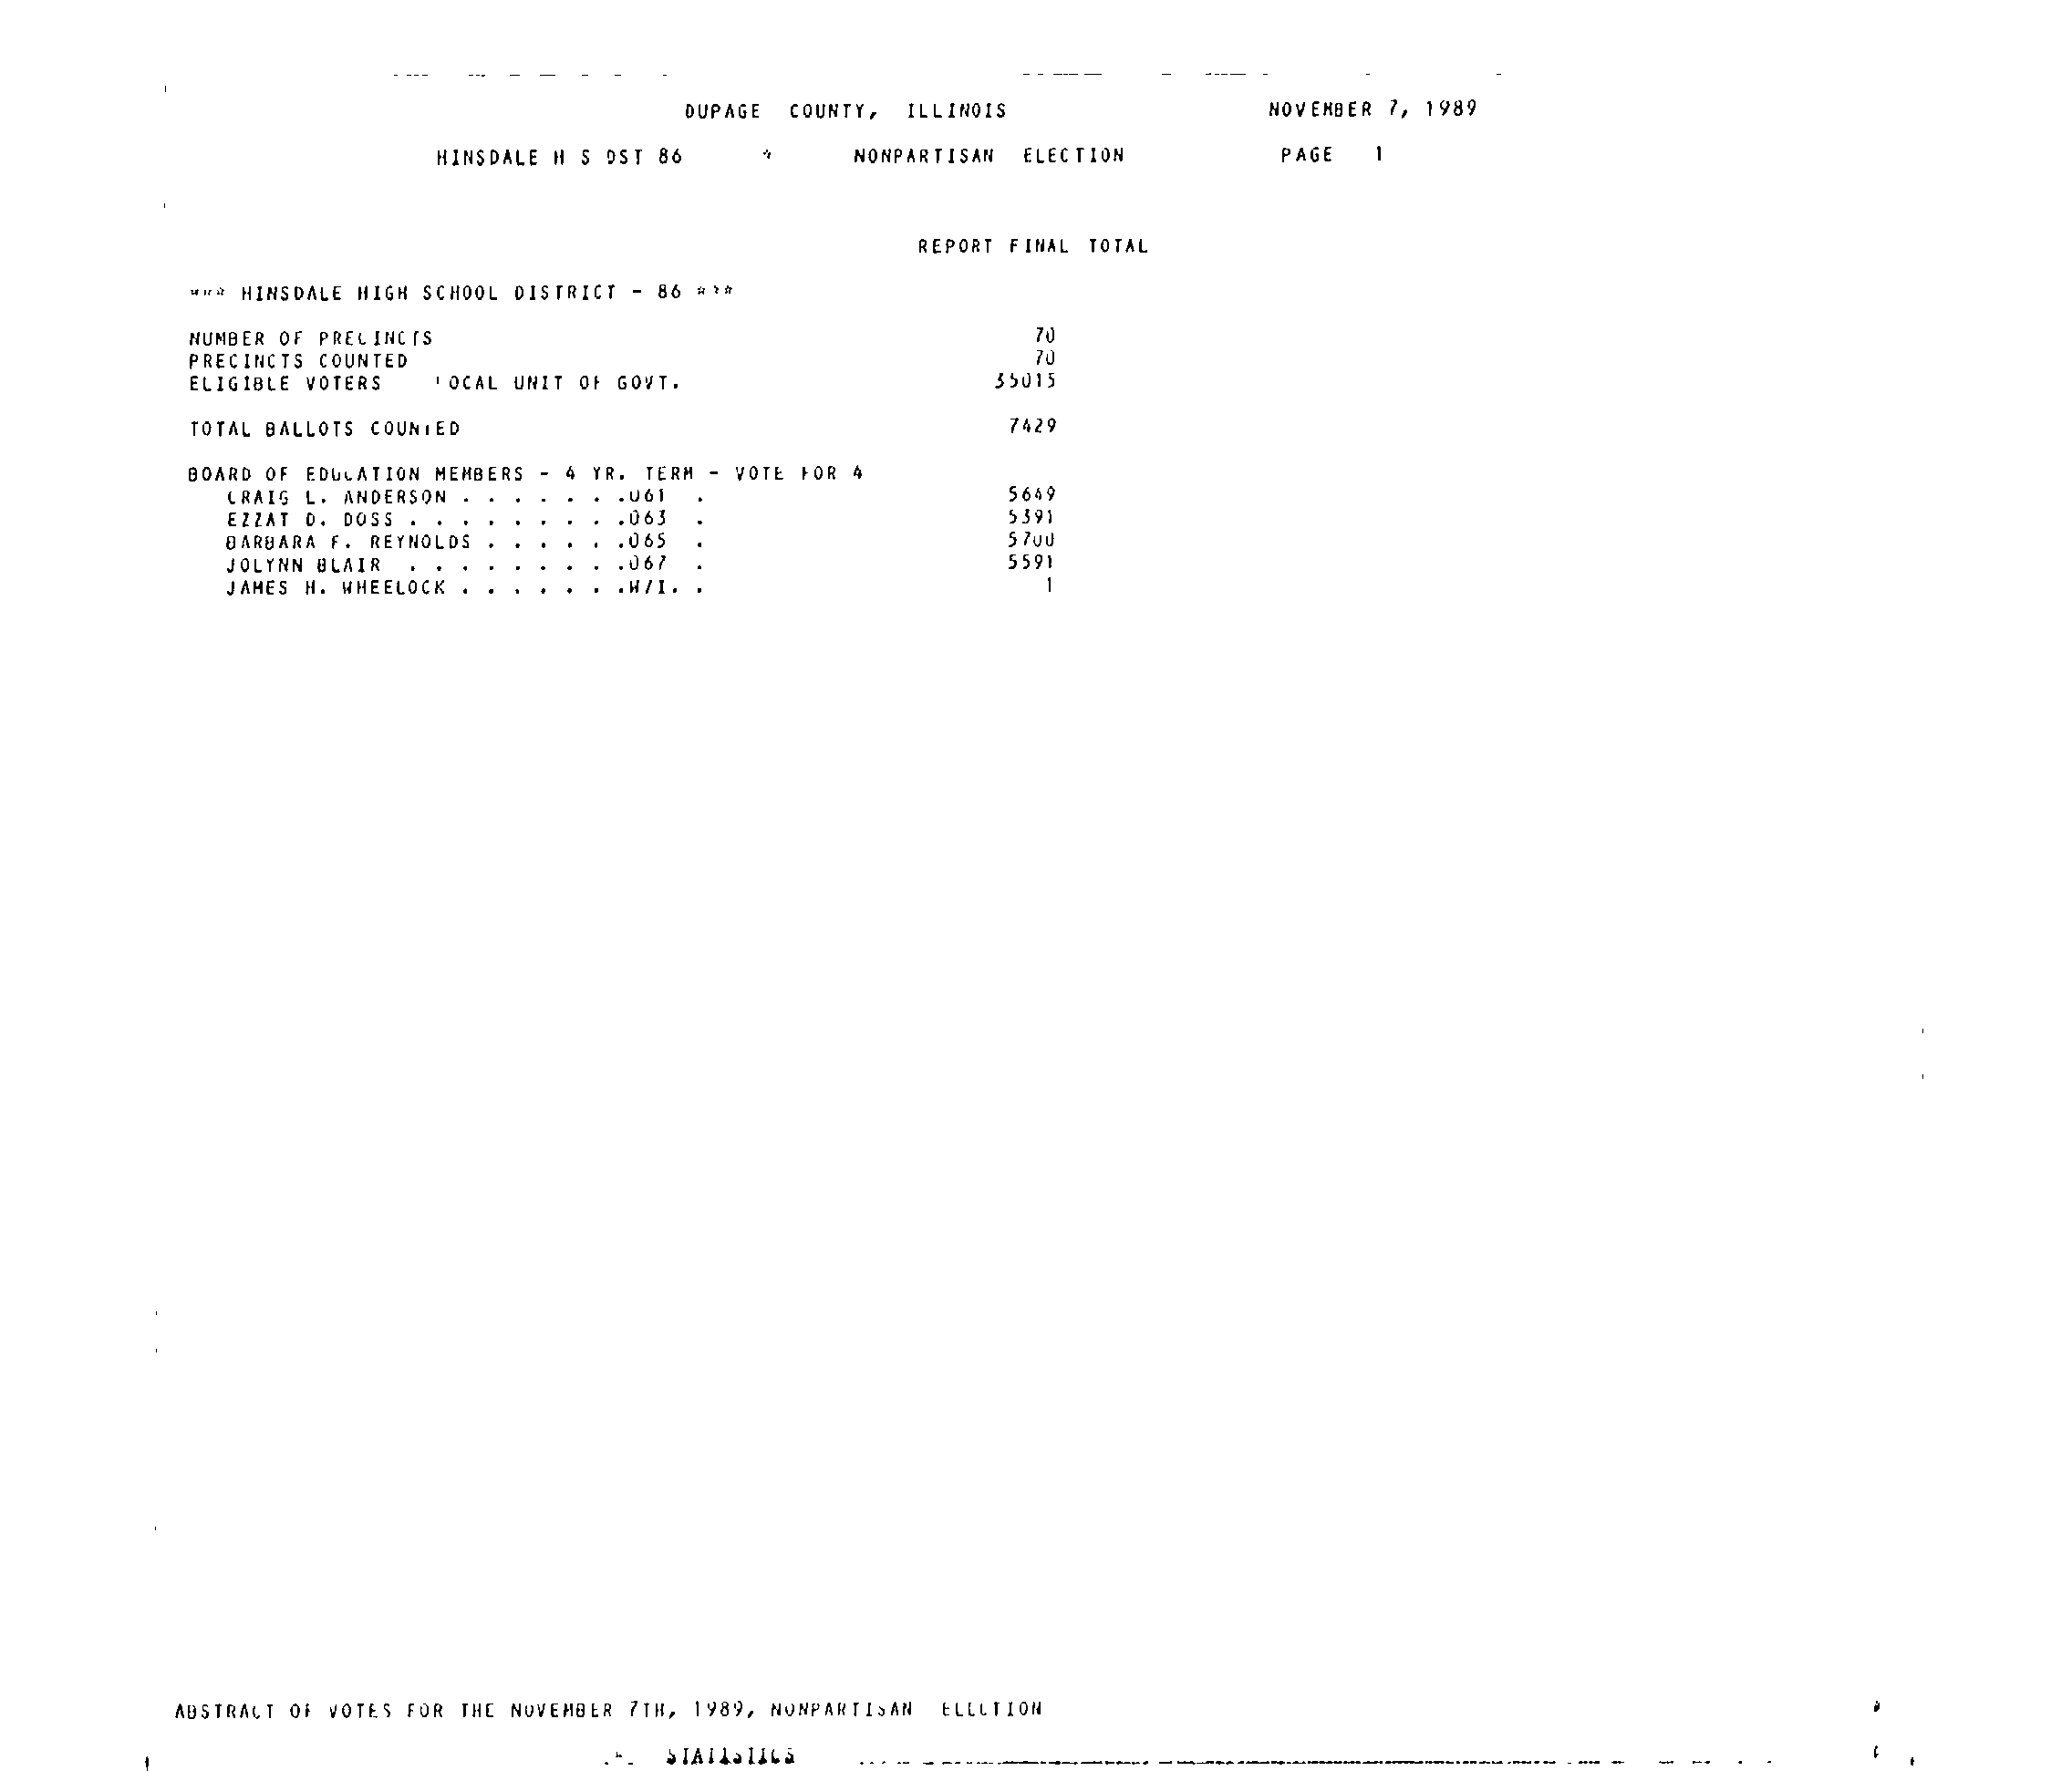 DUPAGE COUNTY, ILLINOIS NOVEMBER 7, 1989
HINSDALE H S DST 86 * NONPARTISAN ELECTION PAGE 1
REPORT FINAL TOTAL
*** HINSDALE HIGH SCHOOL DISTRICT - 86 ***
NUMBER OF PRECINCTS 70
PRECINCTS COUNTED 70
ELIGIBLE VOTERS LOCAL UNIT OF GOVT. 35015
TOTAL BALLOTS COUNTED 7429
BOARD OF EDUCATION MEMBERS - 4 YR. TERM - VOTE FOR 4
CRAIG L. ANDERSON . . . . . . .061 . 5649
EZZAT D. DOSS . . . . . . . . .063 . 5391
BARBARA F. REYNOLDS . . . . . .065 . 5700
JOLYNN BLAIR . . . . . . . . .067 . 5591
JAMES H. WHEELOCK . . . . . . .W/I. . 1
ABSTRACT OF VOTES FOR THE NOVEMBER 7TH, 1989, NONPARTISAN ELECTION
STATISTICS